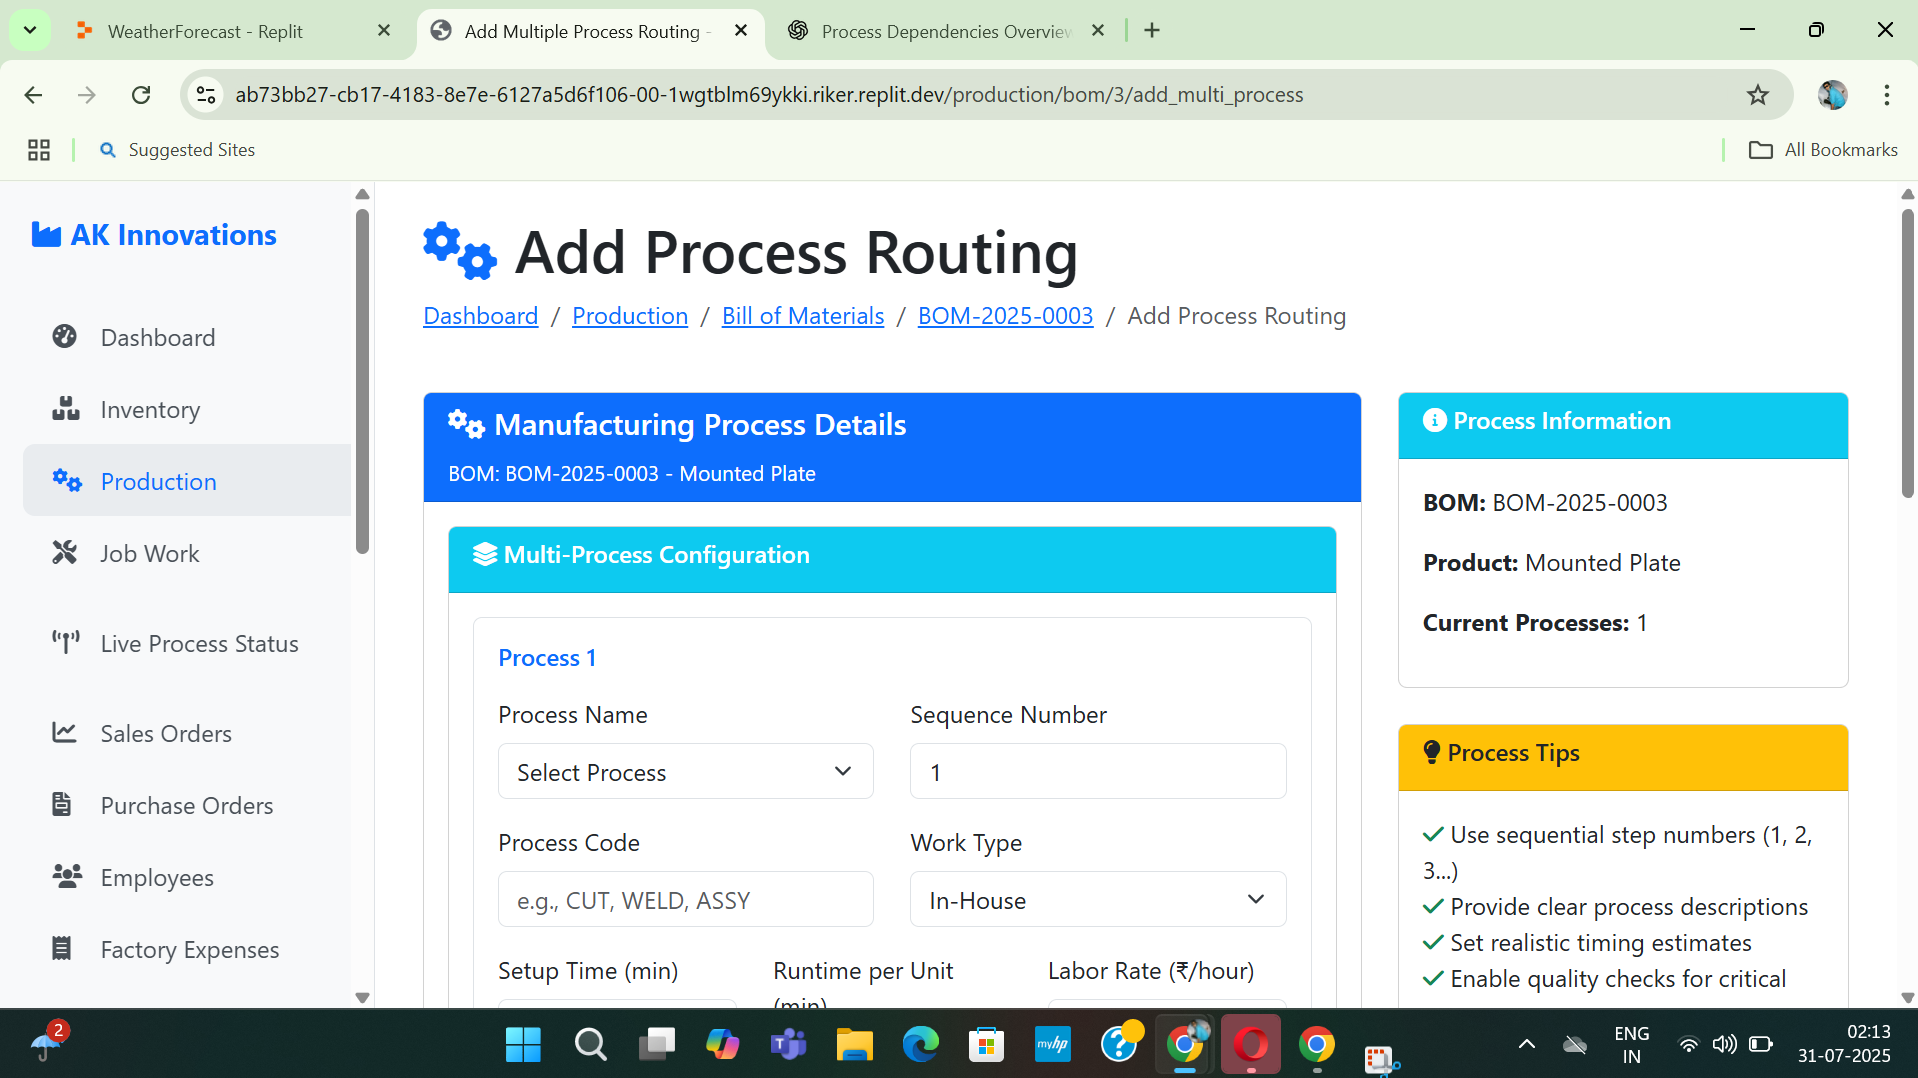 WeatherForecast - Replit
Add Multiple Process Routing -
Process Dependencies Overview
ab73bb27-cb17-4183-8e7e-6127a5d6f106-00-1wgtblm69ykki.riker.replit.dev/production/bom/3/add_multi_process
Suggested Sites
All Bookmarks
AK Innovations
Dashboard
Inventory
Production
Job Work
Live Process Status
Sales Orders
Purchase Orders
Employees
Factory Expenses
Add Process Routing
Dashboard / Production / Bill of Materials / BOM-2025-0003 / Add Process Routing
Manufacturing Process Details
BOM: BOM-2025-0003 - Mounted Plate
Multi-Process Configuration
Process 1
Process Name
Sequence Number
Select Process
1
Process Code
Work Type
e.g., CUT, WELD, ASSY
In-House
Setup Time (min)
Runtime per Unit
(min)
Labor Rate (₹/hour)
Process Information
BOM: BOM-2025-0003
Product: Mounted Plate
Current Processes: 1
Process Tips
Use sequential step numbers (1, 2,
3...)
Provide clear process descriptions
Set realistic timing estimates
Enable quality checks for critical
2
myhp
ENG
IN
02:13
31-07-2025